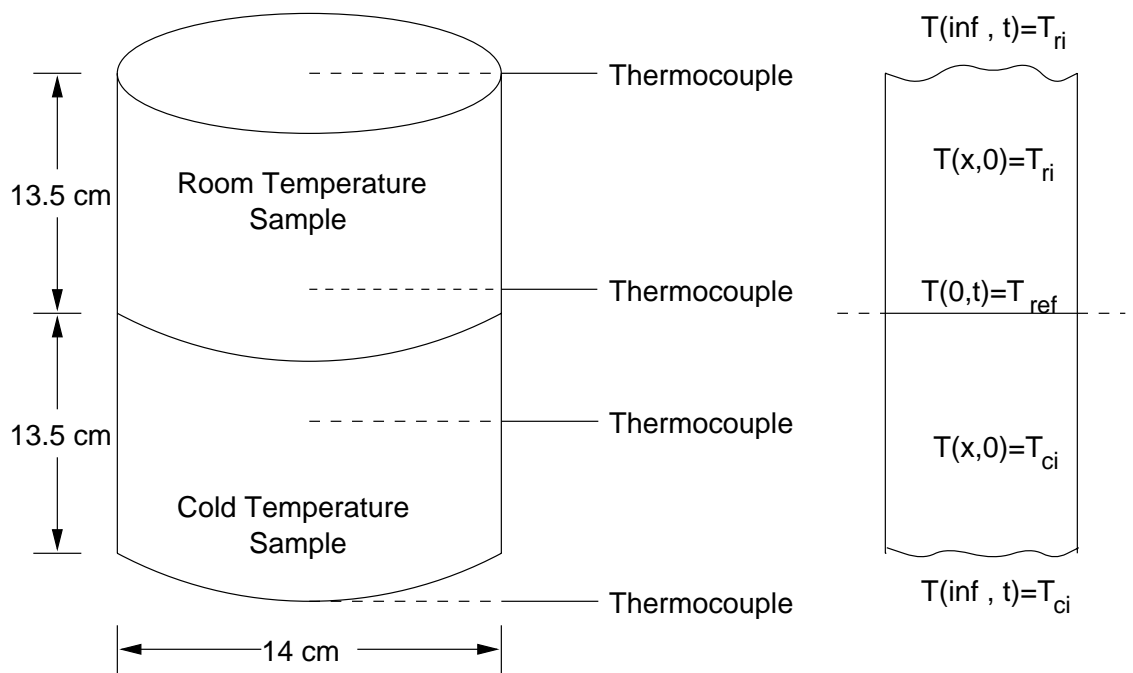 T(inf , t)=T_ri
Thermocouple
T(x,0)=T_ri
Room Temperature
Sample
13.5 cm
Thermocouple
T(0,t)=T_ref
13.5 cm
Thermocouple
T(x,0)=T_ci
Cold Temperature
Sample
Thermocouple
T(inf , t)=T_ci
14 cm